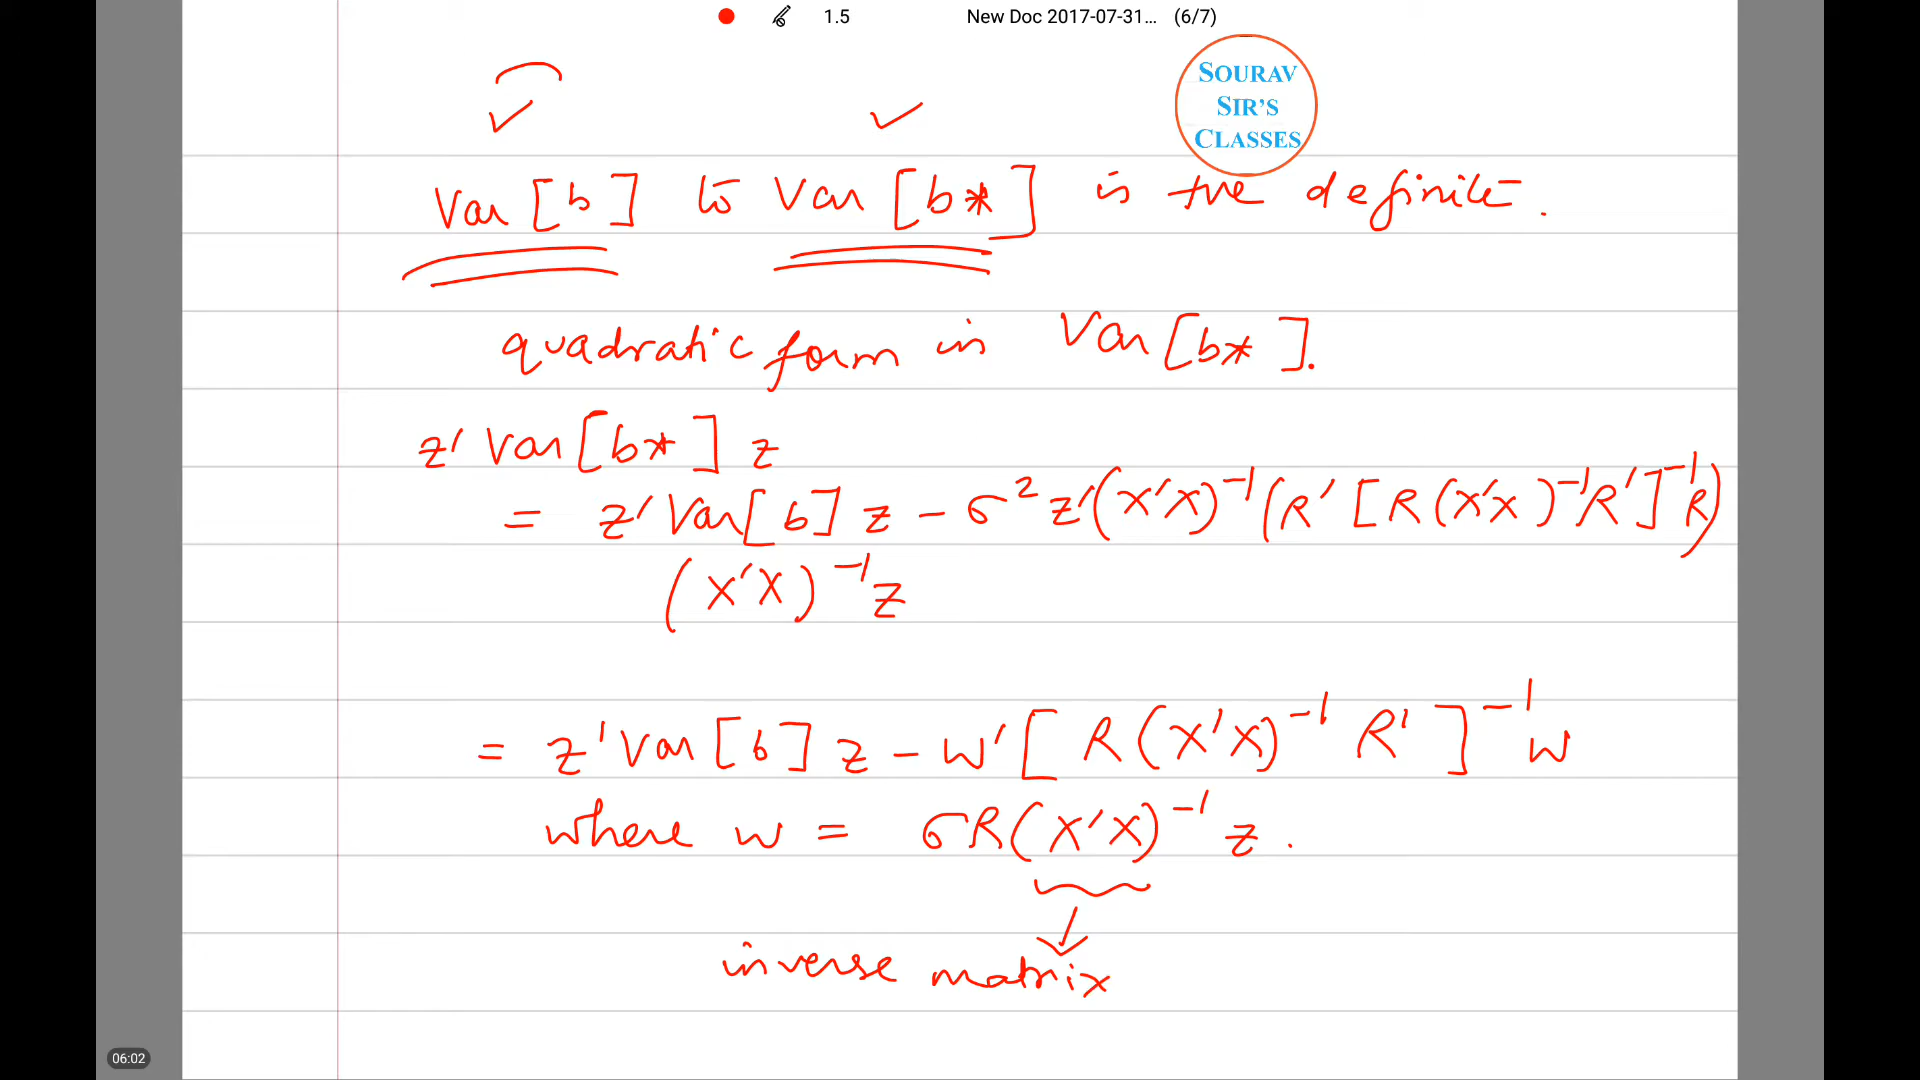 1.5 New Doc 2017-07-31... (6/7)
SOURAV
SIR'S
CLASSES
Var [b] to Var [b*] is +ve definite.
quadratic form in Var [b*].
z' Var [b*] z
= z' Var [b] z - σ² z' (X'X)⁻¹ (R' [R (X'X)⁻¹ R']⁻¹ R)
(X'X)⁻¹ z
= z' Var [b] z - w' [R (X'X)⁻¹ R']⁻¹ w
where w = σR (X'X)⁻¹ z.
inverse matrix
06:02